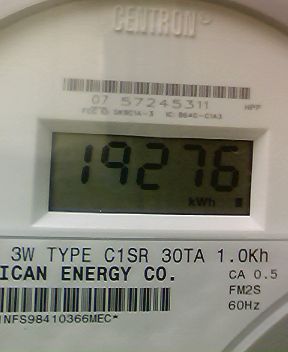 CENTRON
07 57245311
19276
kWh
3W TYPE C1SR 30TA 1.0Kh
ICAN ENERGY CO.
CA 0.5
FM2S
60Hz
NFS98410366MEC*